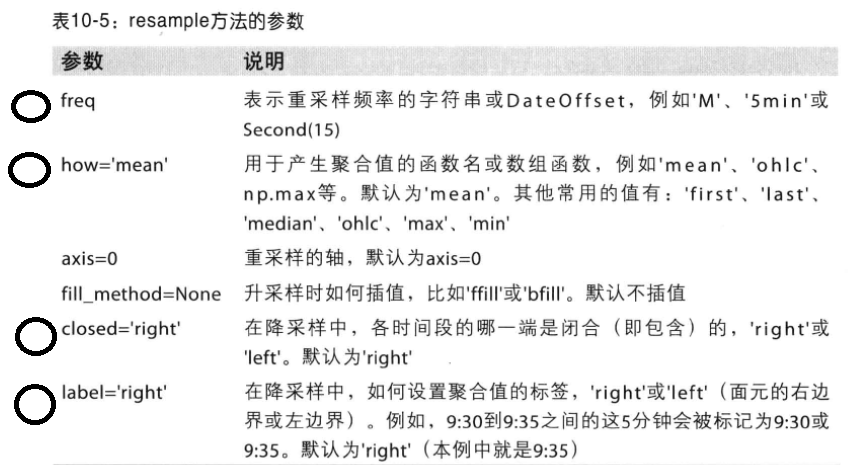 表10-5：resample方法的参数
参数 说明
freq 表示重采样频率的字符串或DateOffset，例如'M'、'5min'或
Second(15)
how='mean' 用于产生聚合值的函数名或数组函数，例如'mean'、'ohlc'、
np.max等。默认为'mean'。其他常用的值有：'first'、'last'、
'median'、'ohlc'、'max'、'min'
axis=0 重采样的轴，默认为axis=0
fill_method=None 升采样时如何插值，比如'ffill'或'bfill'。默认不插值
closed='right' 在降采样中，各时间段的哪一端是闭合（即包含）的，'right'或
'left'。默认为'right'
label='right' 在降采样中，如何设置聚合值的标签，'right'或'left'（面元的右边
界或左边界）。例如，9:30到9:35之间的这5分钟会被标记为9:30或
9:35。默认为'right'（本例中就是9:35）